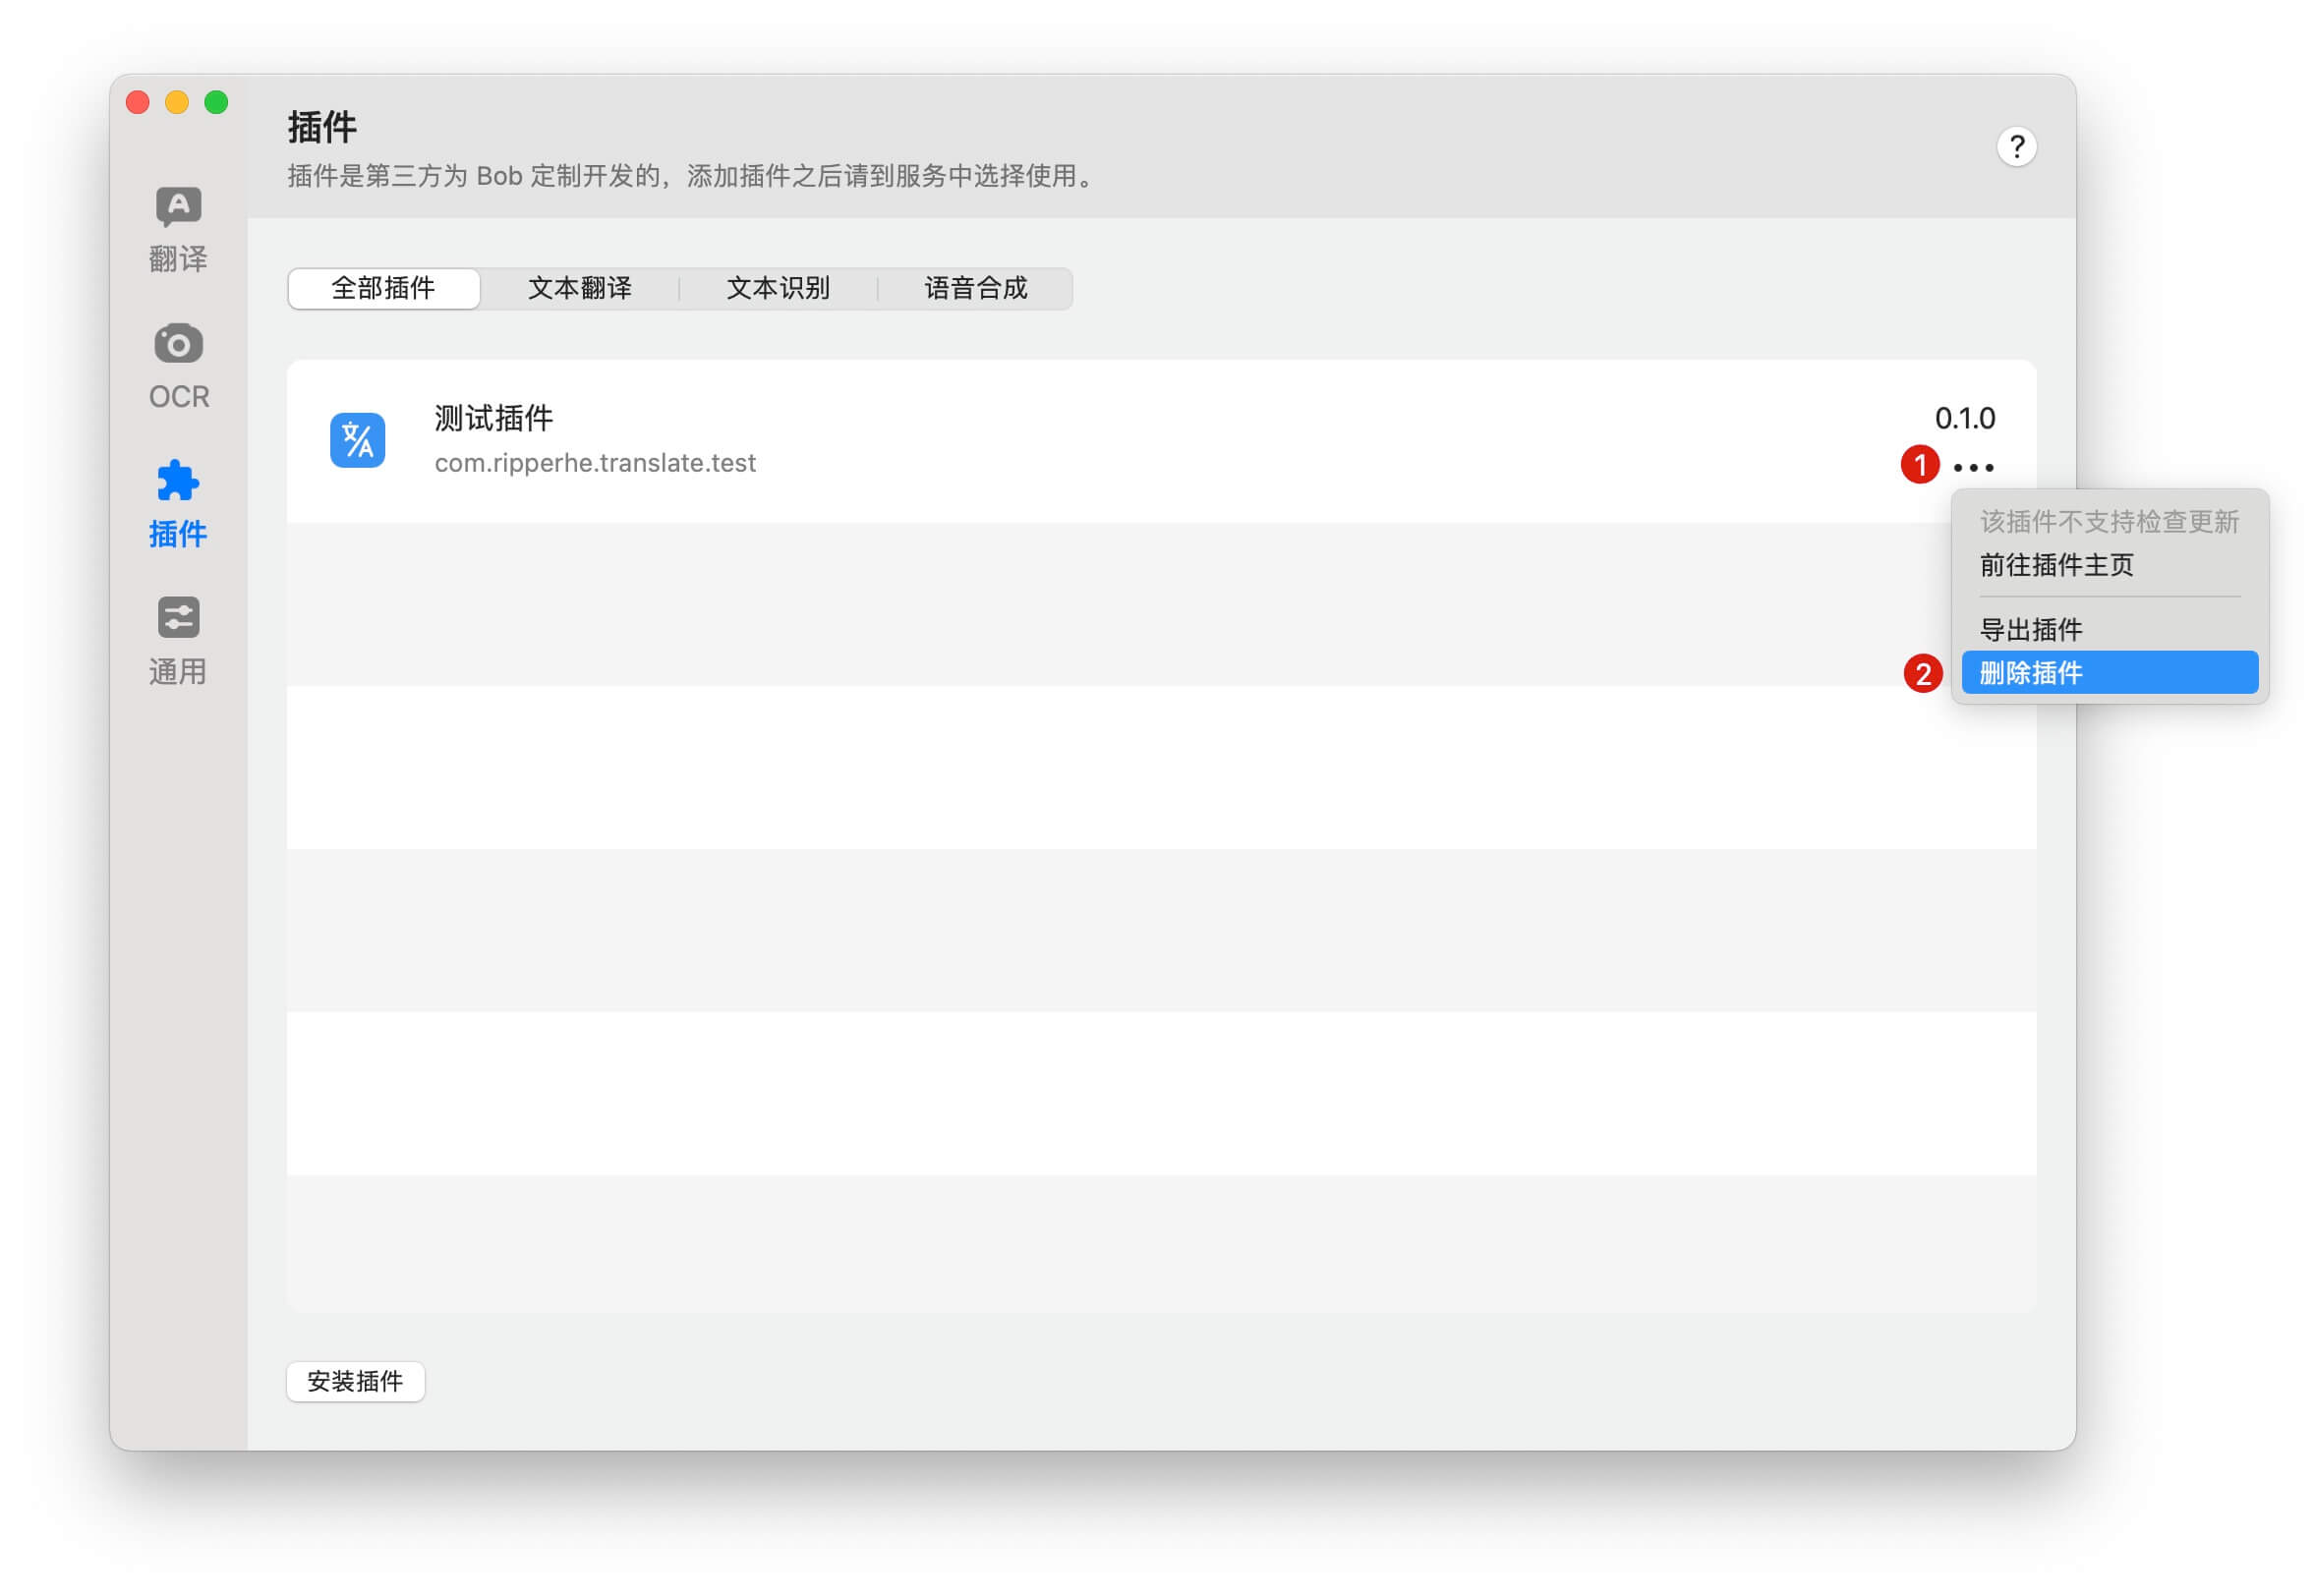 插件
插件是第三方为 Bob 定制开发的，添加插件之后请到服务中选择使用。
?
翻译
OCR
插件
通用
全部插件
文本翻译
文本识别
语音合成
测试插件
com.ripperhe.translate.test
0.1.0
1
该插件不支持检查更新
前往插件主页
导出插件
2
删除插件
安装插件